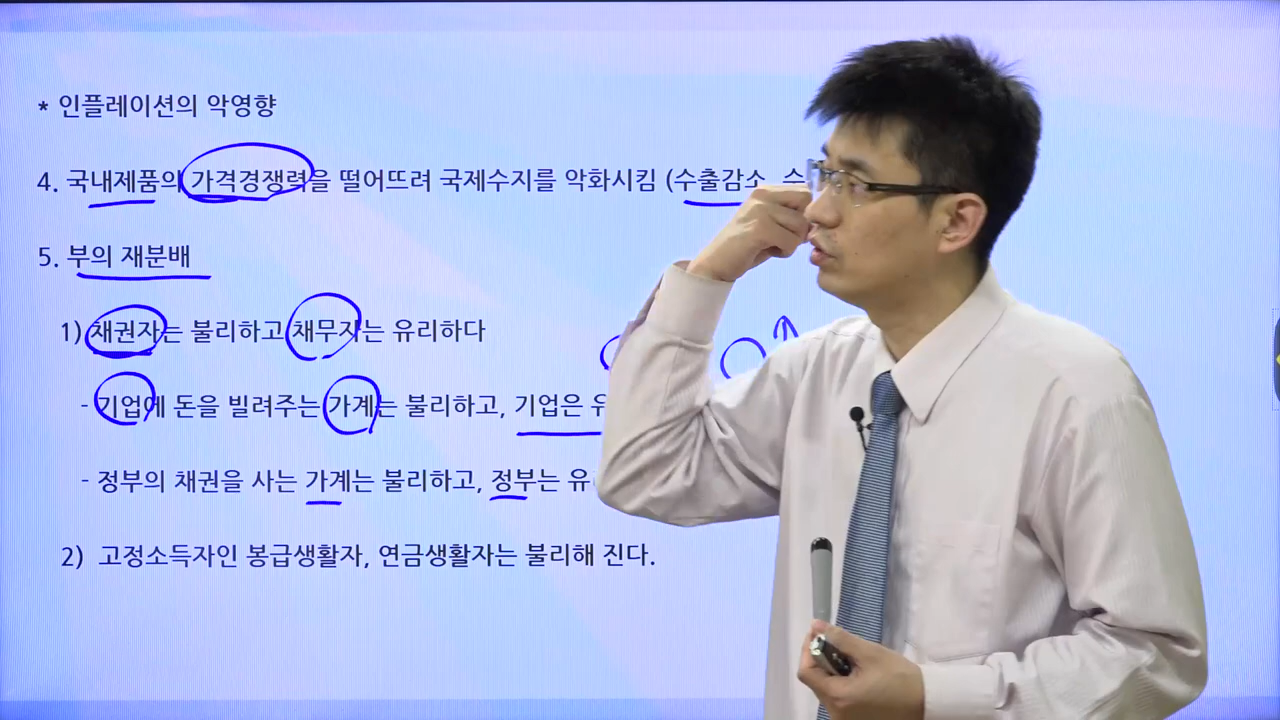 * 인플레이션의 악영향
4. 국내제품의 가격경쟁력을 떨어뜨려 국제수지를 악화시킴 (수출감소,
5. 부의 재분배
1) 채권자는 불리하고 채무자는 유리하다
- 기업에 돈을 빌려주는 가계는 불리하고, 기업은
- 정부의 채권을 사는 가계는 불리하고, 정부는
2) 고정소득자인 봉급생활자, 연금생활자는 불리해 진다.